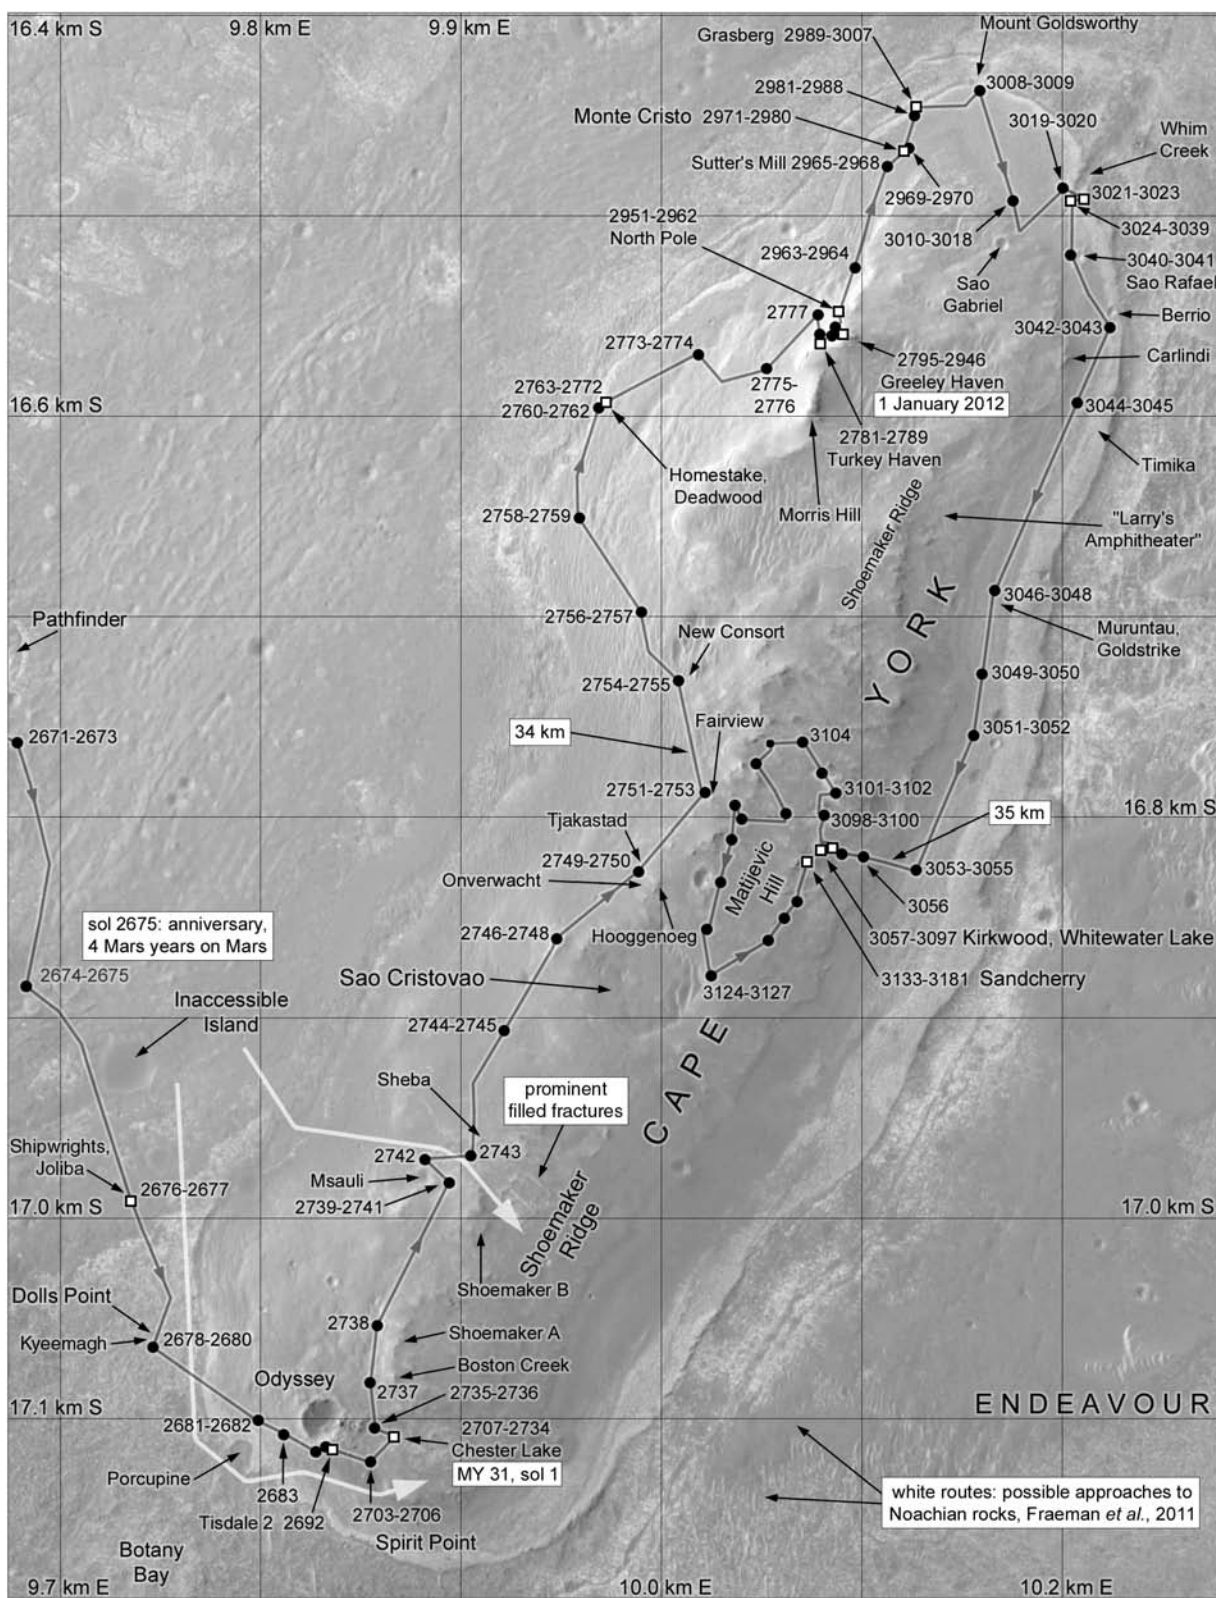 16.4 km S
9.8 km E
9.9 km E
Mount Goldsworthy
Grasberg 2989-3007
3008-3009
2981-2988
Monte Cristo 2971-2980
3019-3020
Whim
Creek
Sutter's Mill 2965-2968
2969-2970
3021-3023
2951-2962
North Pole
3010-3018
3024-3039
2963-2964
3040-3041
Sao Rafael
Sao
Gabriel
2777
Berrio
3042-3043
2773-2774
2795-2946
Greeley Haven
1 January 2012
Carlindi
2763-2772
2760-2762
2775-
2776
16.6 km S
3044-3045
2781-2789
Turkey Haven
Timika
Homestake,
Deadwood
Morris Hill
Shoemaker Ridge
"Larry's
Amphitheater"
2758-2759
3046-3048
Pathfinder
2756-2757
New Consort
Muruntau,
Goldstrike
YORK
2754-2755
3049-3050
2671-2673
34 km
Fairview
3104
3051-3052
2751-2753
3101-3102
16.8 km S
Tjakastad
3098-3100
35 km
2749-2750
Onverwacht
Matijevic
Hill
3053-3055
3056
sol 2675: anniversary,
4 Mars years on Mars
2746-2748
Hooggenoeg
3057-3097 Kirkwood, Whitewater Lake
2674-2675
Sao Cristovao
3133-3181 Sandcherry
3124-3127
Inaccessible
Island
2744-2745
CAPE
Sheba
prominent
filled fractures
Shipwrights,
Joliba
2742
2743
Msauli
2676-2677
2739-2741
17.0 km S
17.0 km S
Shoemaker
Ridge
Dolls Point
Shoemaker B
Kyeemagh
2678-2680
2738
Shoemaker A
Boston Creek
Odyssey
2737
2735-2736
ENDEAVOUR
17.1 km S
2681-2682
2707-2734
Chester Lake
MY 31, sol 1
Porcupine
2683
Tisdale 2 2692
2703-2706
white routes: possible approaches to
Noachian rocks, Fraeman et al., 2011
Spirit Point
Botany
Bay
9.7 km E
10.0 km E
10.2 km E